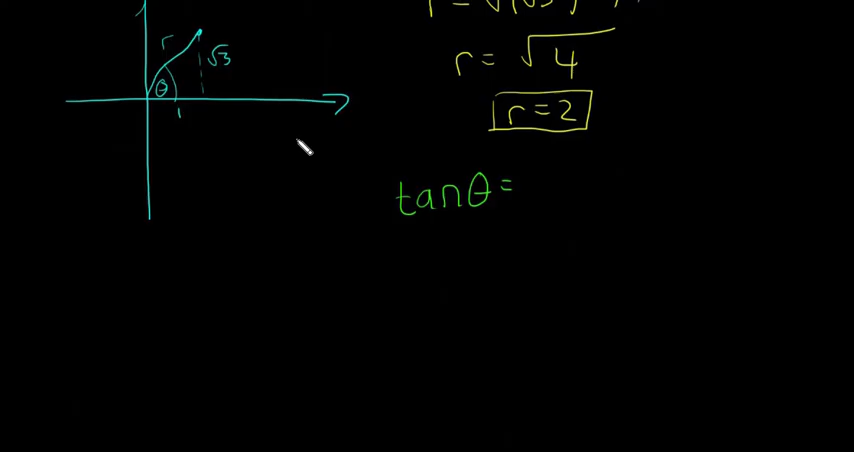 r
√3
θ
1
r = √4
r = 2
tanθ =